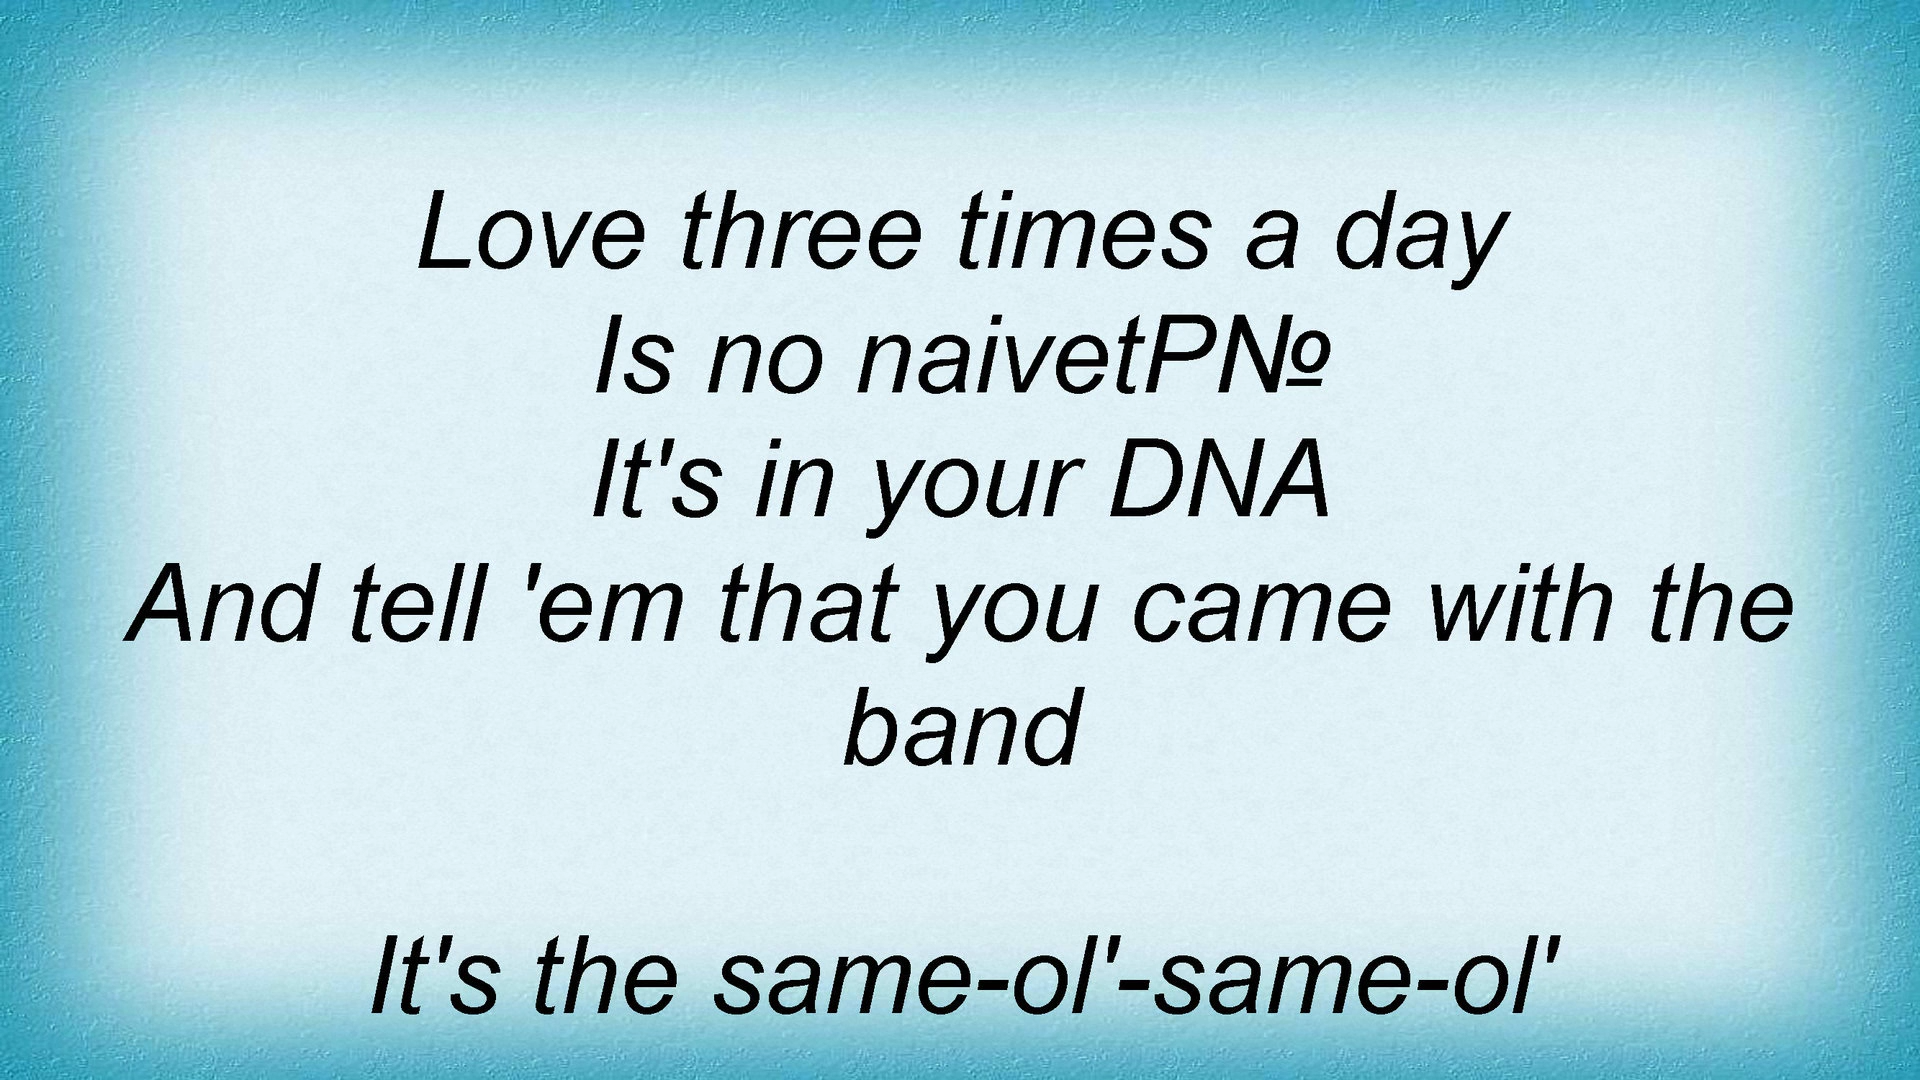 Love three times a day
Is no naivetP№
It's in your DNA
And tell 'em that you came with the
band
It's the same-ol'-same-ol'